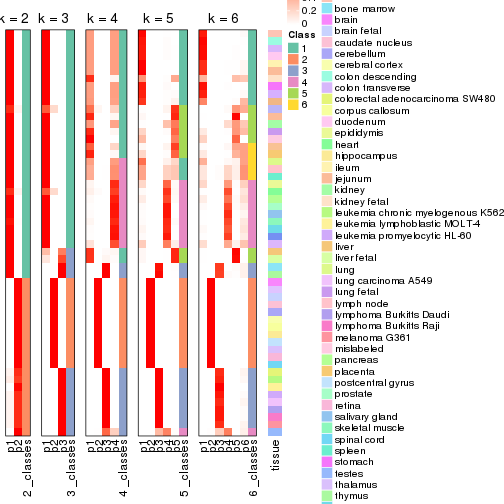 k = 2
k = 3
k = 4
k = 5
k = 6
0.2
0
Class
1
2
3
4
5
6
p1
p2
2_classes
p1
p2
p3
3_classes
p1
p2
p3
p4
4_classes
p1
p2
p3
p4
p5
5_classes
p1
p2
p3
p4
p5
p6
6_classes
tissue
bone marrow
brain
brain fetal
caudate nucleus
cerebellum
cerebral cortex
colon descending
colon transverse
colorectal adenocarcinoma SW480
corpus callosum
duodenum
epididymis
heart
hippocampus
ileum
jejunum
kidney
kidney fetal
leukemia chronic myelogenous K562
leukemia lymphoblastic MOLT-4
leukemia promyelocytic HL-60
liver
liver fetal
lung
lung carcinoma A549
lung fetal
lymph node
lymphoma Burkitts Daudi
lymphoma Burkitts Raji
melanoma G361
mislabeled
pancreas
placenta
postcentral gyrus
prostate
retina
salivary gland
skeletal muscle
spinal cord
spleen
stomach
testes
thalamus
thymus